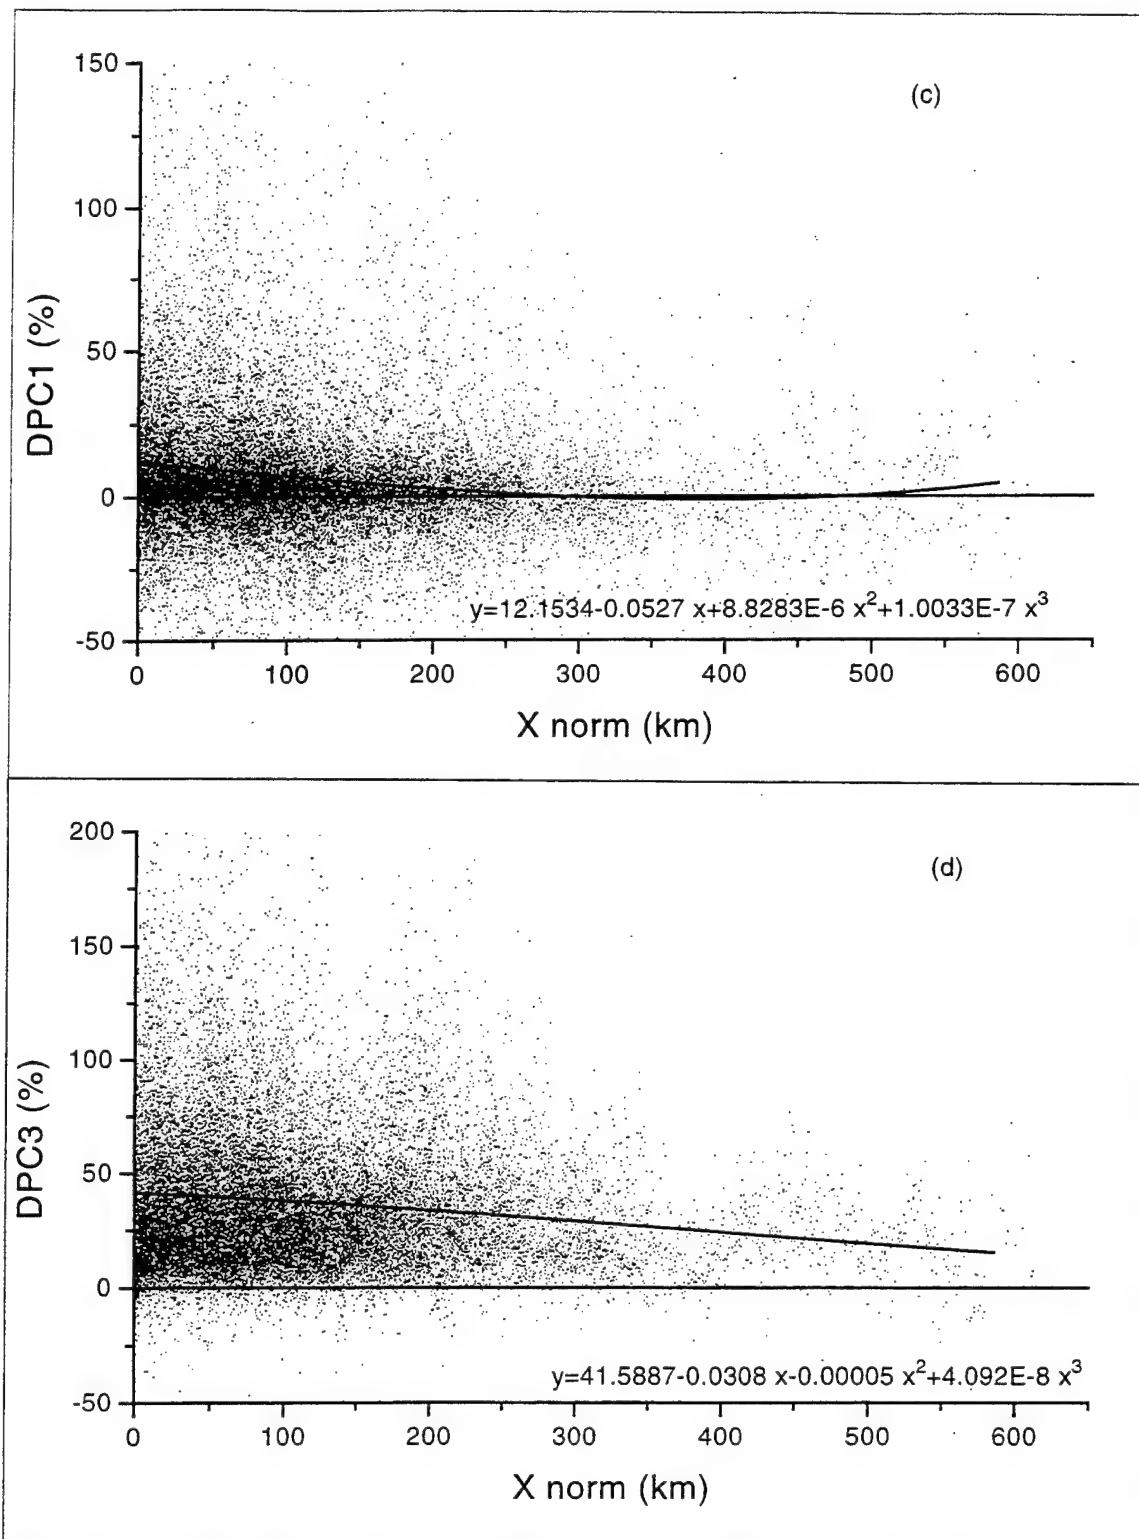 (c)
150
100
50
0
-50
DPC1 (%)
y=12.1534-0.0527 x+8.8283E-6 x²+1.0033E-7 x³
0 100 200 300 400 500 600
X norm (km)
(d)
200
150
100
50
0
-50
DPC3 (%)
y=41.5887-0.0308 x-0.00005 x²+4.092E-8 x³
0 100 200 300 400 500 600
X norm (km)